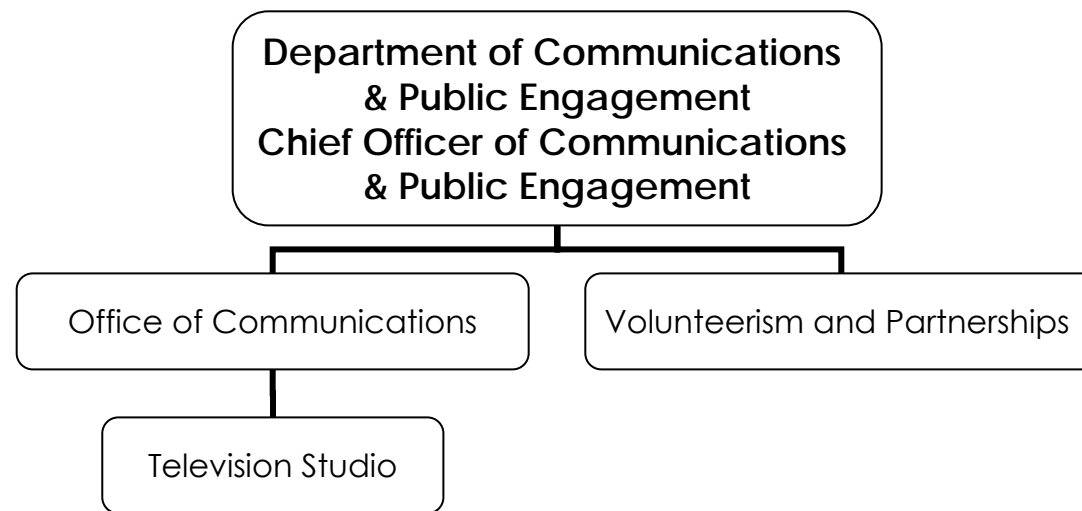 Department of Communications
& Public Engagement
Chief Officer of Communications
& Public Engagement
Office of Communications
Volunteerism and Partnerships
Television Studio